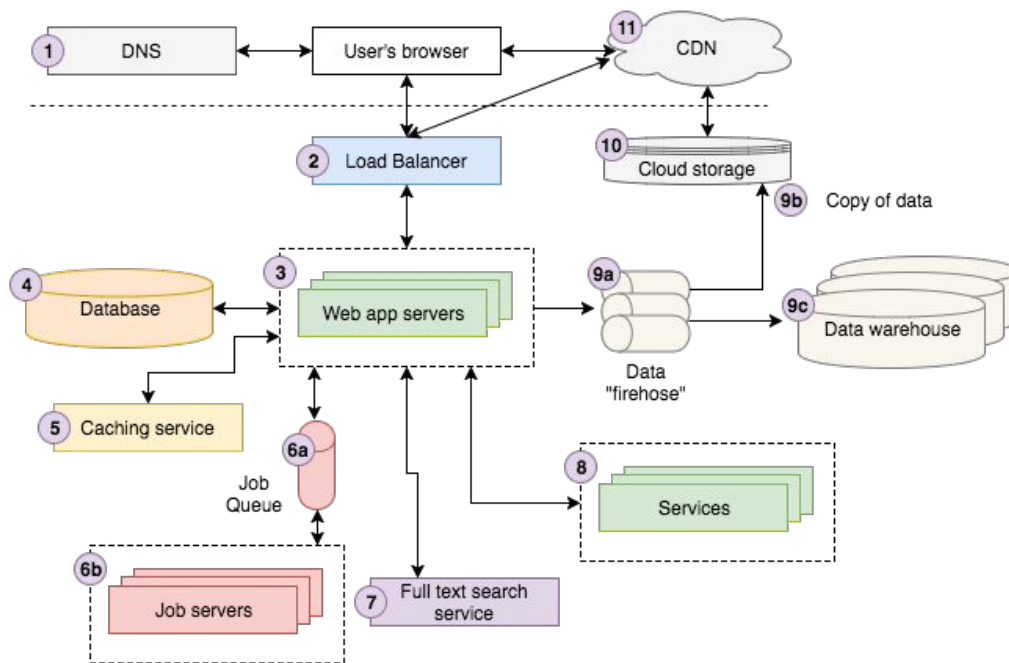 1
DNS
User's browser
11
CDN
2
Load Balancer
10
Cloud storage
9b
Copy of data
3
Web app servers
4
Database
9a
Data
"firehose"
9c
Data warehouse
5
Caching service
6a
Job
Queue
8
Services
6b
Job servers
7
Full text search
service